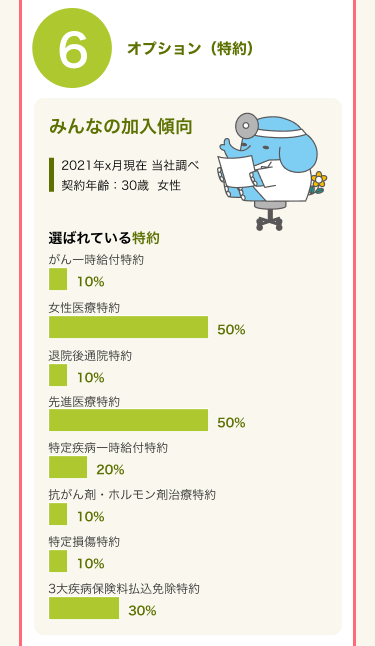 6
オプション（特約）
みんなの加入傾向
2021年x月現在 当社調べ
契約年齢：30歳 女性
選ばれている特約
がん一時給付特約
10%
女性医療特約
50%
退院後通院特約
10%
先進医療特約
50%
特定疾病一時給付特約
20%
抗がん剤・ホルモン剤治療特約
10%
特定損傷特約
10%
3大疾病保険料払込免除特約
30%